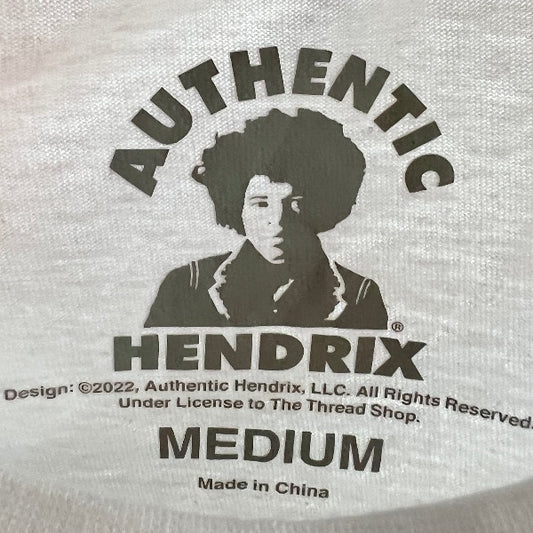 AUTHENTIC
HENDRIX®
Design: ©2022, Authentic Hendrix, LLC. All Rights Reserved.
Under License to The Thread Shop.
MEDIUM
Made in China